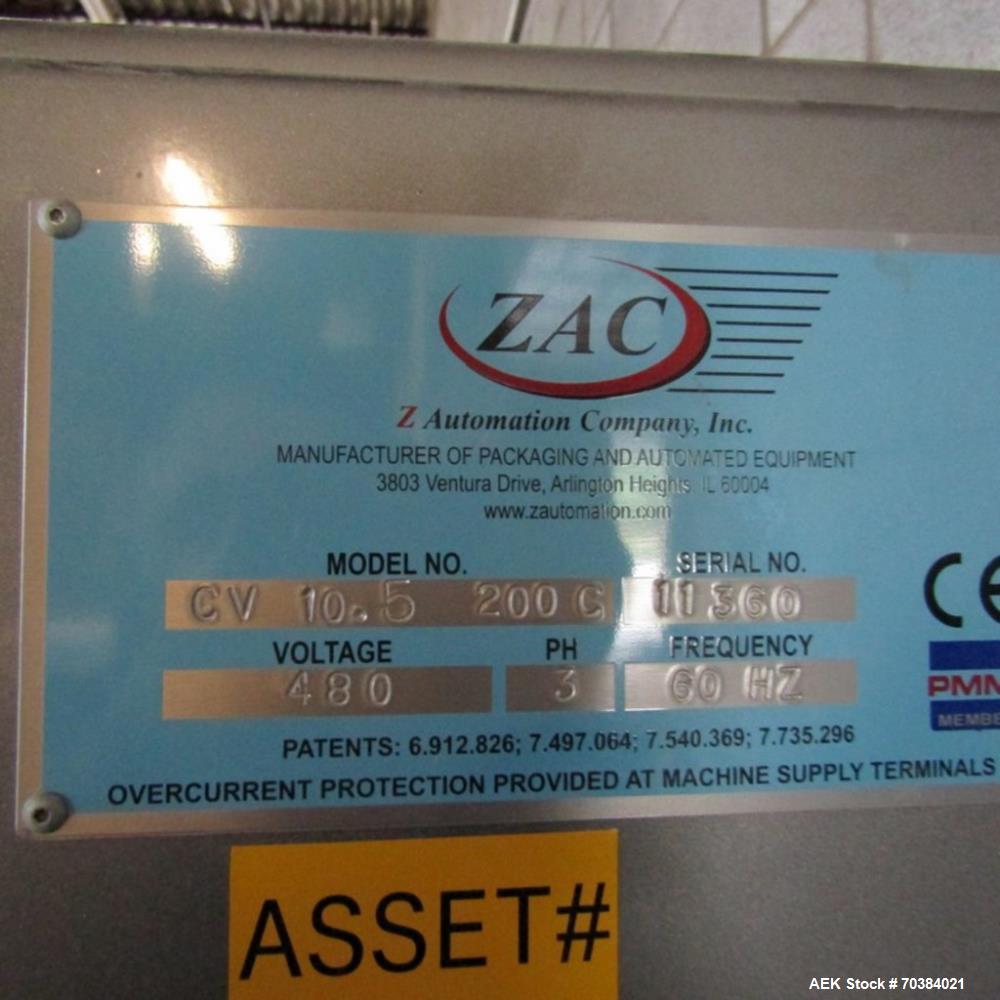 ZAC
Z Automation Company, Inc.
MANUFACTURER OF PACKAGING AND AUTOMATED EQUIPMENT
3803 Ventura Drive, Arlington Heights, IL 60004
www.zautomation.com
MODEL NO. SERIAL NO.
CV 10.5 200C 11360
VOLTAGE PH FREQUENCY
480 3 60 HZ
CE
PMM
MEMBE
PATENTS: 6.912.826; 7.497.064; 7.540.369; 7.735.296
OVERCURRENT PROTECTION PROVIDED AT MACHINE SUPPLY TERMINALS
ASSET#
AEK Stock # 70384021